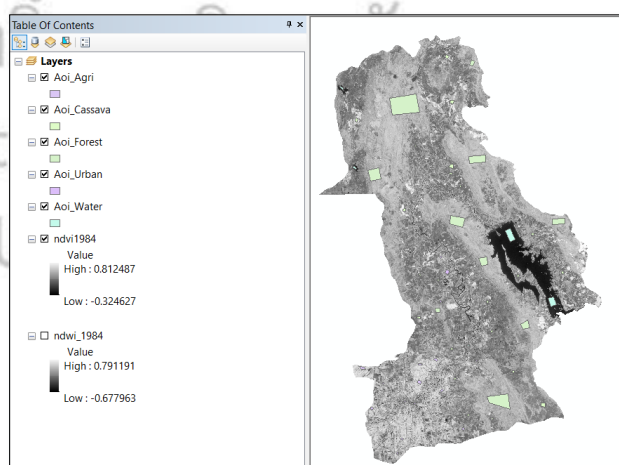 Table Of Contents
Layers
Aoi_Agri
Aoi_Cassava
Aoi_Forest
Aoi_Urban
Aoi_Water
ndvi1984
Value
High : 0.812487
Low : -0.324627
ndwi_1984
Value
High : 0.791191
Low : -0.677963